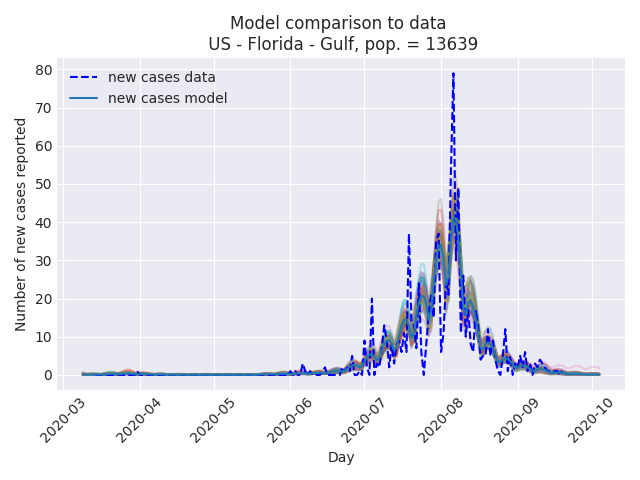 Model comparison to data
US - Florida - Gulf, pop. = 13639
new cases data
new cases model
Number of new cases reported
80
70
60
50
40
30
20
10
0
2020-03
2020-04
2020-05
2020-06
2020-07
2020-08
2020-09
2020-10
Day